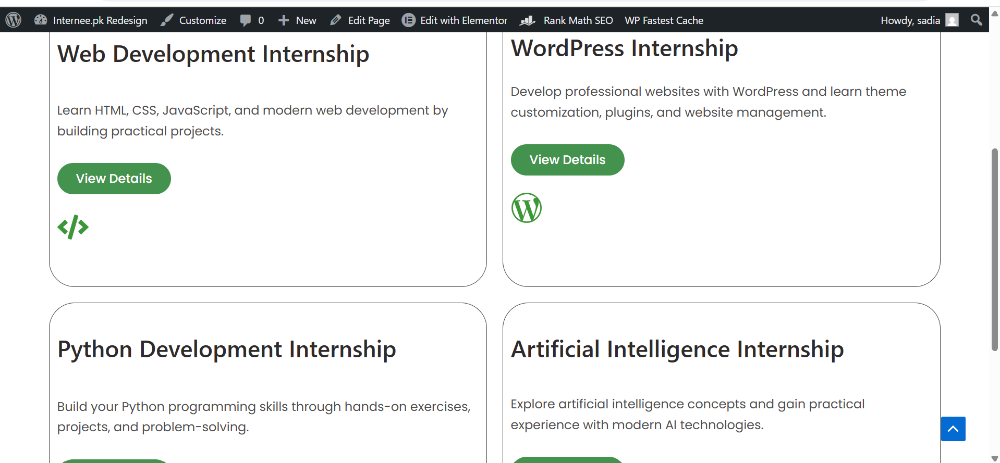 Internee.pk Redesign Customize 0 New Edit Page Edit with Elementor Rank Math SEO WP Fastest Cache Howdy, sadia
Web Development Internship
Learn HTML, CSS, JavaScript, and modern web development by
building practical projects.
View Details
WordPress Internship
Develop professional websites with WordPress and learn theme
customization, plugins, and website management.
View Details
Python Development Internship
Build your Python programming skills through hands-on exercises,
projects, and problem-solving.
Artificial Intelligence Internship
Explore artificial intelligence concepts and gain practical
experience with modern AI technologies.